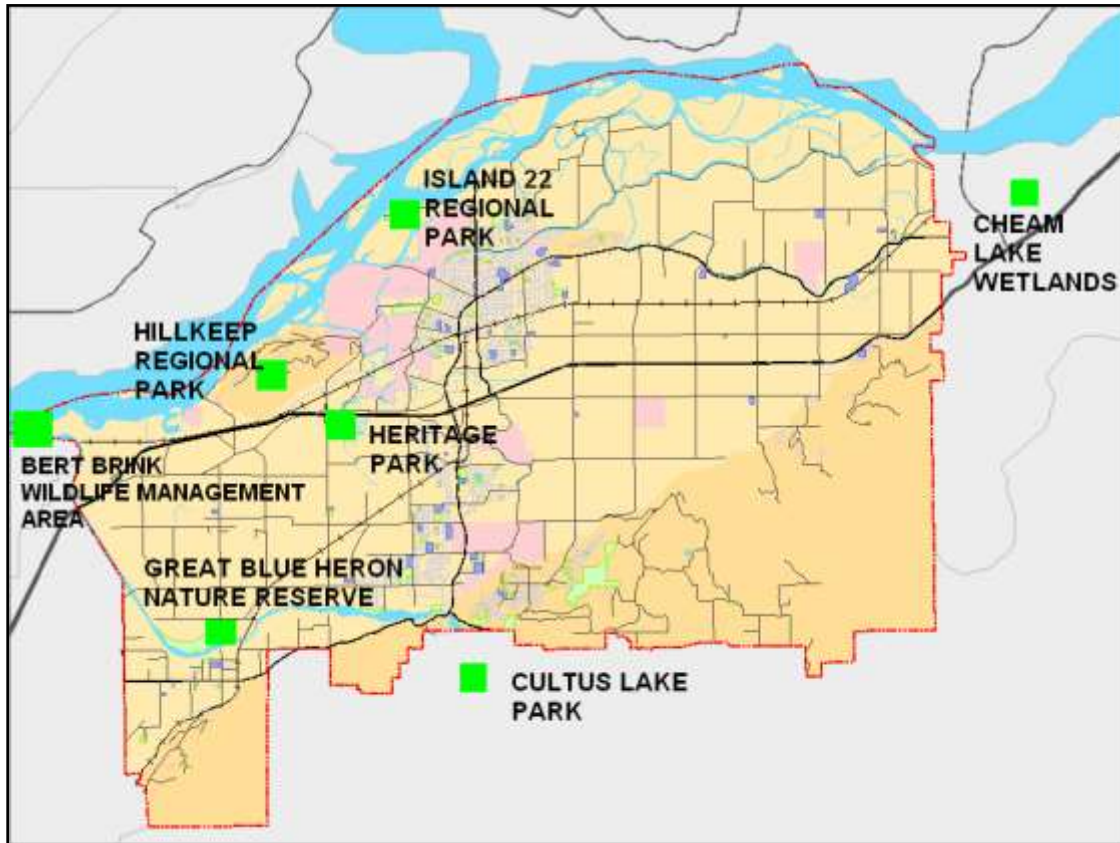 ISLAND 22
REGIONAL
PARK
CHEAM
LAKE
WETLANDS
HILLKEEP
REGIONAL
PARK
HERITAGE
PARK
BERT BRINK
WILDLIFE MANAGEMENT
AREA
GREAT BLUE HERON
NATURE RESERVE
CULTUS LAKE
PARK